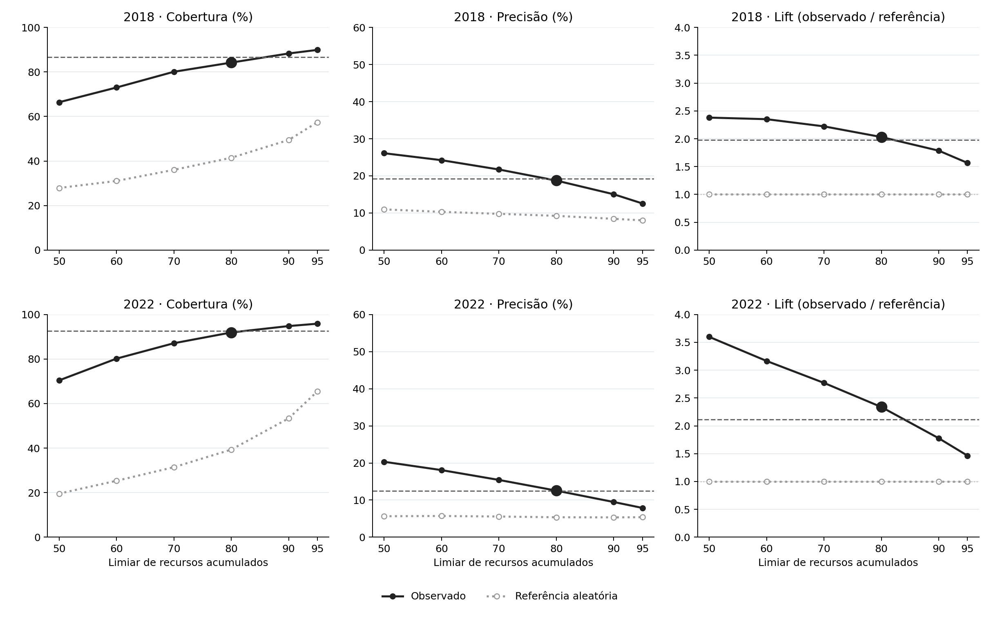 2018 · Cobertura (%)
100
80
60
40
20
0
50 60 70 80 90 95
2018 · Precisão (%)
60
50
40
30
20
10
0
50 60 70 80 90 95
2018 · Lift (observado / referência)
4.0
3.5
3.0
2.5
2.0
1.5
1.0
0.5
0.0
50 60 70 80 90 95
2022 · Cobertura (%)
100
80
60
40
20
0
50 60 70 80 90 95
Limiar de recursos acumulados
2022 · Precisão (%)
60
50
40
30
20
10
0
50 60 70 80 90 95
Limiar de recursos acumulados
2022 · Lift (observado / referência)
4.0
3.5
3.0
2.5
2.0
1.5
1.0
0.5
0.0
50 60 70 80 90 95
Limiar de recursos acumulados
Observado Referência aleatória